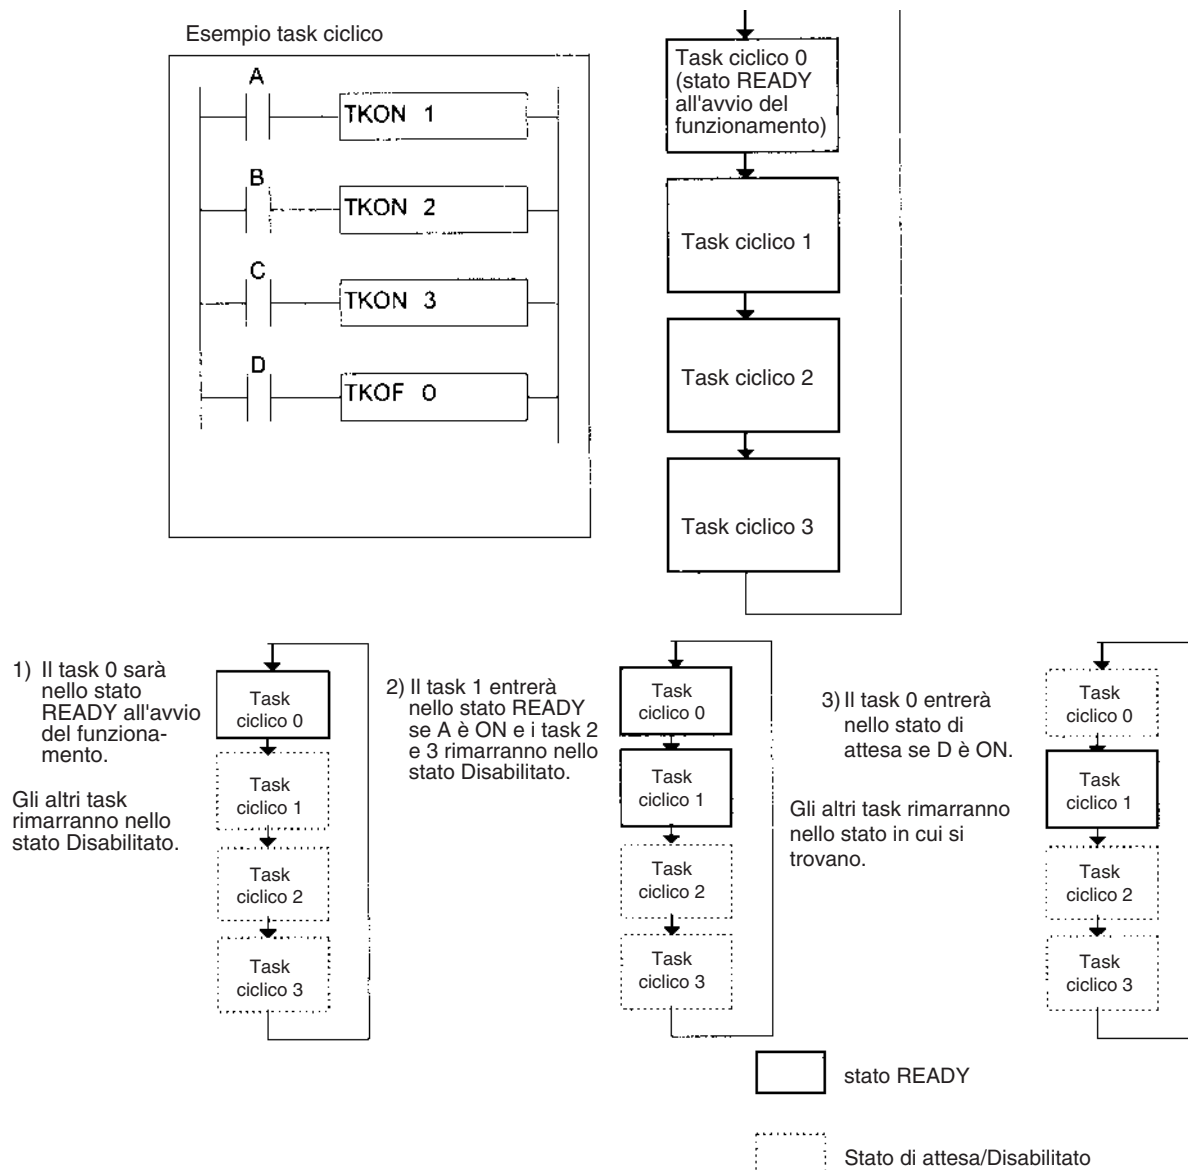 Esempio task ciclico
A
TKON 1
B
TKON 2
C
TKON 3
D
TKOF 0
Task ciclico 0
(stato READY
all'avvio del
funzionamento)
Task ciclico 1
Task ciclico 2
Task ciclico 3
1) Il task 0 sarà
nello stato
READY all'avvio
del funziona-
mento.
Gli altri task
rimarranno nello
stato Disabilitato.
Task
ciclico 0
Task
ciclico 1
Task
ciclico 2
Task
ciclico 3
2) Il task 1 entrerà
nello stato READY
se A è ON e i task 2
e 3 rimarranno nello
stato Disabilitato.
Task
ciclico 0
Task
ciclico 1
Task
ciclico 2
Task
ciclico 3
3) Il task 0 entrerà
nello stato di
attesa se D è ON.
Gli altri task rimarranno
nello stato in cui si
trovano.
Task
ciclico 0
Task
ciclico 1
Task
ciclico 2
Task
ciclico 3
stato READY
Stato di attesa/Disabilitato